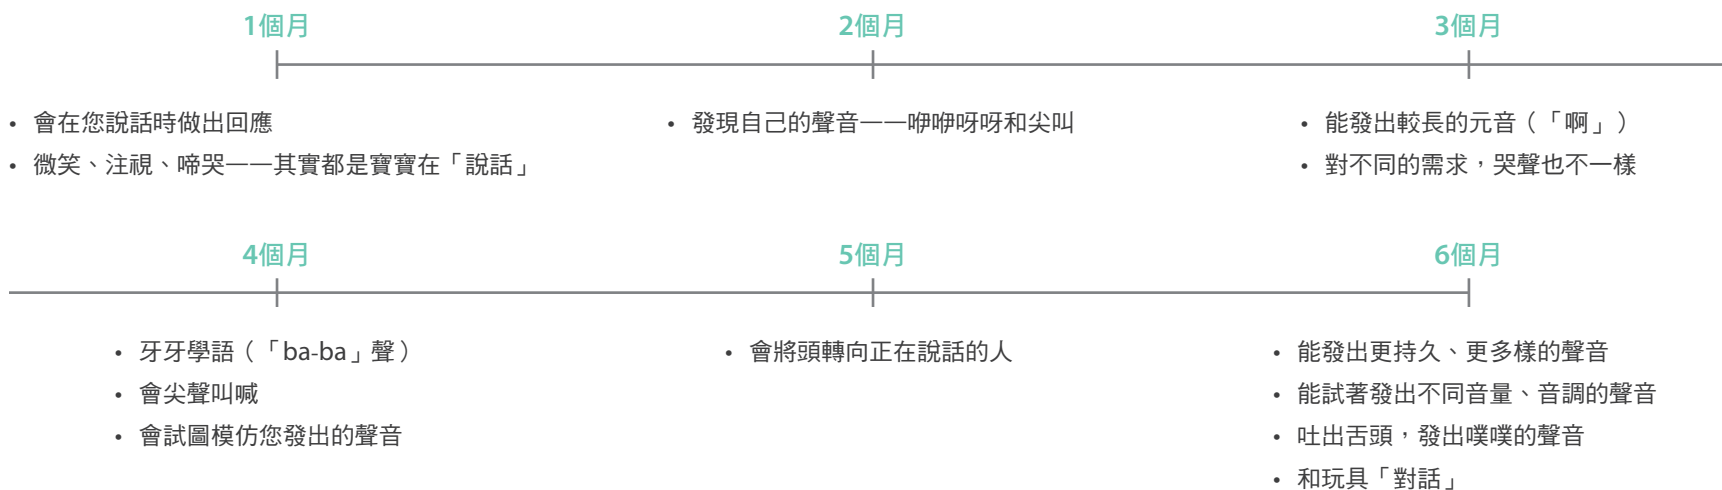 1個月
• 會在您說話時做出回應
• 微笑、注視、啼哭——其實都是寶寶在「說話」
2個月
• 發現自己的聲音——咿咿呀呀和尖叫
3個月
• 能發出較長的元音（「啊」）
• 對不同的需求，哭聲也不一樣
4個月
• 牙牙學語（「ba-ba」聲）
• 會尖聲叫喊
• 會試圖模仿您發出的聲音
5個月
• 會將頭轉向正在說話的人
6個月
• 能發出更持久、更多樣的聲音
• 能試著發出不同音量、音調的聲音
• 吐出舌頭，發出噗噗的聲音
• 和玩具「對話」